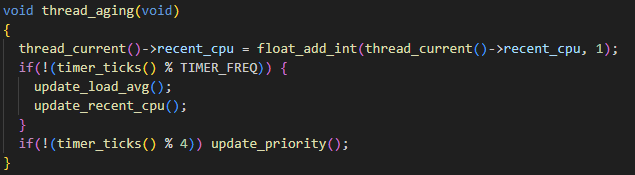 void thread_aging(void)
{
  thread_current()->recent_cpu = float_add_int(thread_current()->recent_cpu, 1);
  if(!(timer_ticks() % TIMER_FREQ)) {
    update_load_avg();
    update_recent_cpu();
  }
  if(!(timer_ticks() % 4)) update_priority();
}